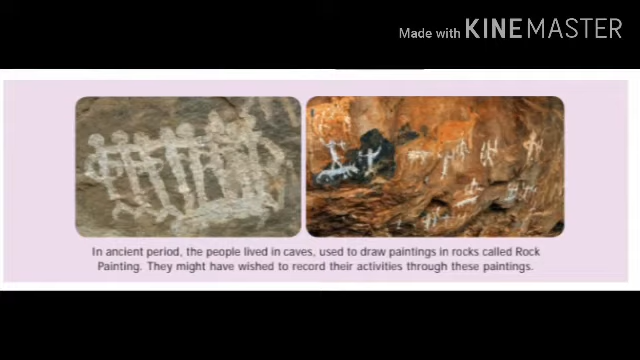 Made with KINEMASTER
In ancient period, the people lived in caves, used to draw paintings in rocks called Rock
Painting. They might have wished to record their activities through these paintings.